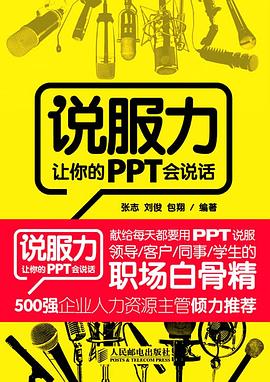 说服力
让你的PPT会说话
张志 刘俊 包翔 / 编著
说服力
让你的PPT会说话
献给每天都要用PPT说服
领导/客户/同事/学生的
职场白骨精
500强企业人力资源主管倾力推荐
人民邮电出版社
POSTS & TELECOM PRESS